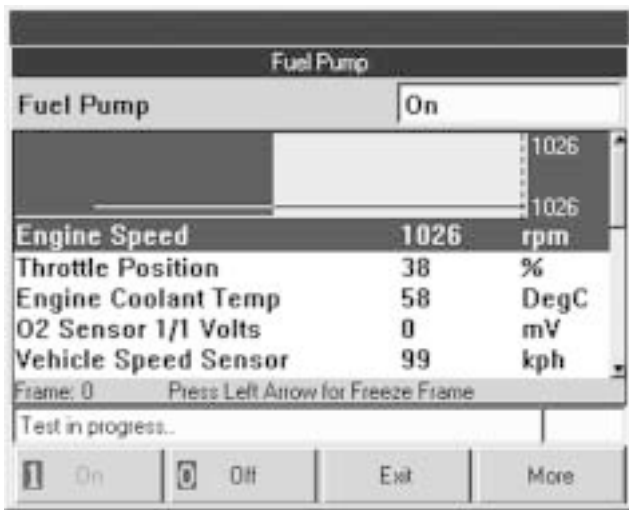 Fuel Pump
Fuel Pump On
1026
1026
Engine Speed 1026 rpm
Throttle Position 38 %
Engine Coolant Temp 58 DegC
O2 Sensor 1/1 Volts 0 mV
Vehicle Speed Sensor 99 kph
Frame: 0 Press Left Arrow for Freeze Frame
Test in progress..
1 On 0 Off Exit More